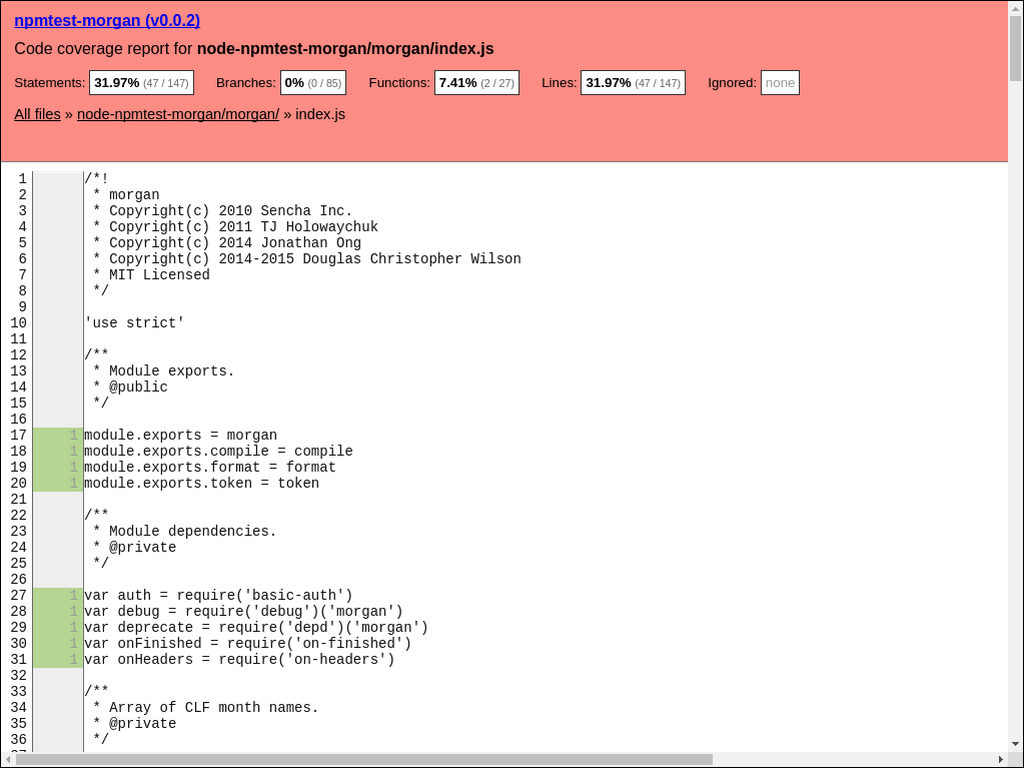 npmtest-morgan (v0.0.2)
Code coverage report for node-npmtest-morgan/morgan/index.js
Statements: 31.97% (47 / 147) Branches: 0% (0 / 85) Functions: 7.41% (2 / 27) Lines: 31.97% (47 / 147) Ignored: none
All files » node-npmtest-morgan/morgan/ » index.js
1 /*!
2  * morgan
3  * Copyright(c) 2010 Sencha Inc.
4  * Copyright(c) 2011 TJ Holowaychuk
5  * Copyright(c) 2014 Jonathan Ong
6  * Copyright(c) 2014-2015 Douglas Christopher Wilson
7  * MIT Licensed
8  */
9
10 'use strict'
11
12 /**
13  * Module exports.
14  * @public
15  */
16
17 1 module.exports = morgan
18 1 module.exports.compile = compile
19 1 module.exports.format = format
20 1 module.exports.token = token
21
22 /**
23  * Module dependencies.
24  * @private
25  */
26
27 1 var auth = require('basic-auth')
28 1 var debug = require('debug')('morgan')
29 1 var deprecate = require('depd')('morgan')
30 1 var onFinished = require('on-finished')
31 1 var onHeaders = require('on-headers')
32
33 /**
34  * Array of CLF month names.
35  * @private
36  */